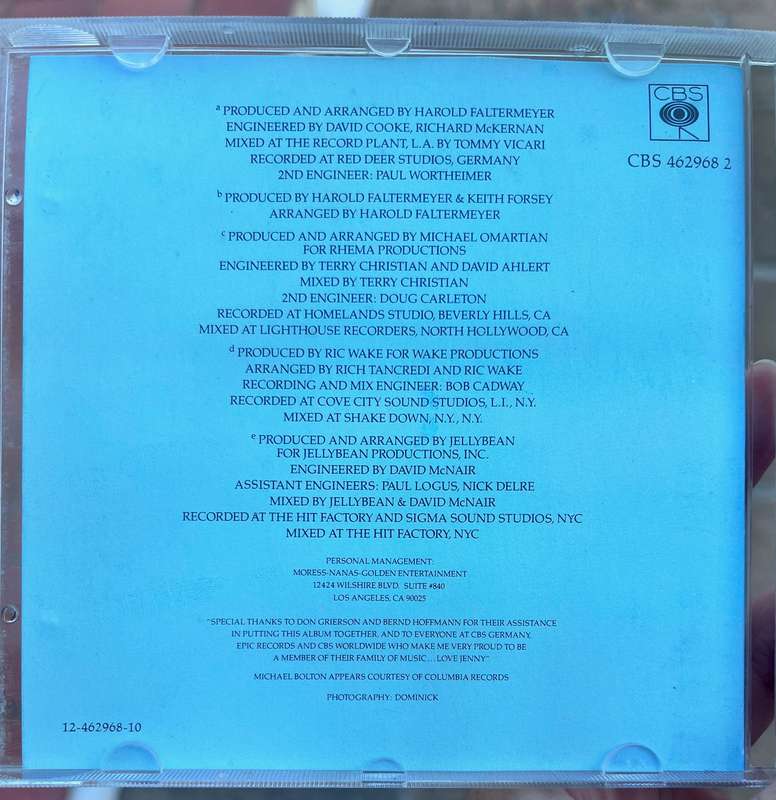 CBS
CBS 462968 2
a PRODUCED AND ARRANGED BY HAROLD FALTERMEYER
ENGINEERED BY DAVID COOKE, RICHARD McKERNAN
MIXED AT THE RECORD PLANT, L.A. BY TOMMY VICARI
RECORDED AT RED DEER STUDIOS, GERMANY
2ND ENGINEER: PAUL WORTHEIMER
b PRODUCED BY HAROLD FALTERMEYER & KEITH FORSEY
ARRANGED BY HAROLD FALTERMEYER
c PRODUCED AND ARRANGED BY MICHAEL OMARTIAN
FOR RHEMA PRODUCTIONS
ENGINEERED BY TERRY CHRISTIAN AND DAVID AHLERT
MIXED BY TERRY CHRISTIAN
2ND ENGINEER: DOUG CARLETON
RECORDED AT HOMELANDS STUDIO, BEVERLY HILLS, CA
MIXED AT LIGHTHOUSE RECORDERS, NORTH HOLLYWOOD, CA
d PRODUCED BY RIC WAKE FOR WAKE PRODUCTIONS
ARRANGED BY RICH TANCREDI AND RIC WAKE
RECORDING AND MIX ENGINEER: BOB CADWAY
RECORDED AT COVE CITY SOUND STUDIOS, L.I., N.Y.
MIXED AT SHAKE DOWN, N.Y., N.Y.
e PRODUCED AND ARRANGED BY JELLYBEAN
FOR JELLYBEAN PRODUCTIONS, INC.
ENGINEERED BY DAVID McNAIR
ASSISTANT ENGINEERS: PAUL LOGUS, NICK DELRE
MIXED BY JELLYBEAN & DAVID McNAIR
RECORDED AT THE HIT FACTORY AND SIGMA SOUND STUDIOS, NYC
MIXED AT THE HIT FACTORY, NYC
PERSONAL MANAGEMENT:
MORESS-NANAS-GOLDEN ENTERTAINMENT
12424 WILSHIRE BLVD. SUITE #840
LOS ANGELES, CA 90025
"SPECIAL THANKS TO DON GRIERSON AND BERND HOFFMANN FOR THEIR ASSISTANCE
IN PUTTING THIS ALBUM TOGETHER, AND TO EVERYONE AT CBS GERMANY,
EPIC RECORDS AND CBS WORLDWIDE WHO MAKE ME VERY PROUD TO BE
A MEMBER OF THEIR FAMILY OF MUSIC...LOVE JENNY"
MICHAEL BOLTON APPEARS COURTESY OF COLUMBIA RECORDS
PHOTOGRAPHY: DOMINICK
12-462968-10